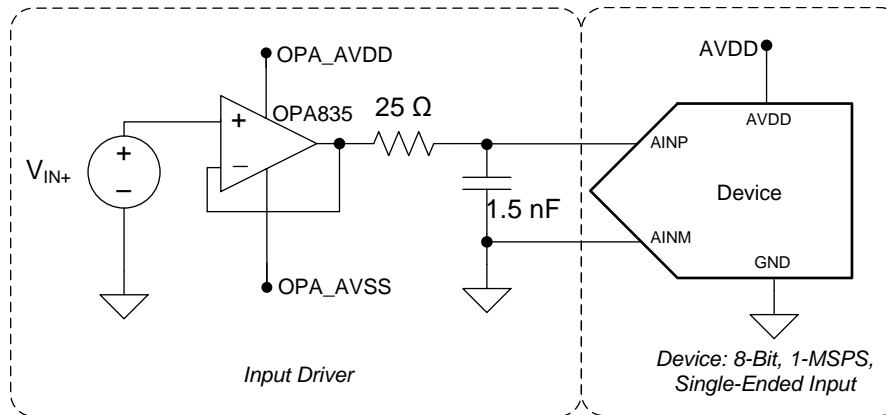 OPA_AVDD
AVDD
25 Ω
OPA835
+
−
AVDD
AINP
VIN+
+
−
Device
1.5 nF
AINM
GND
OPA_AVSS
Input Driver
Device: 8-Bit, 1-MSPS,
Single-Ended Input